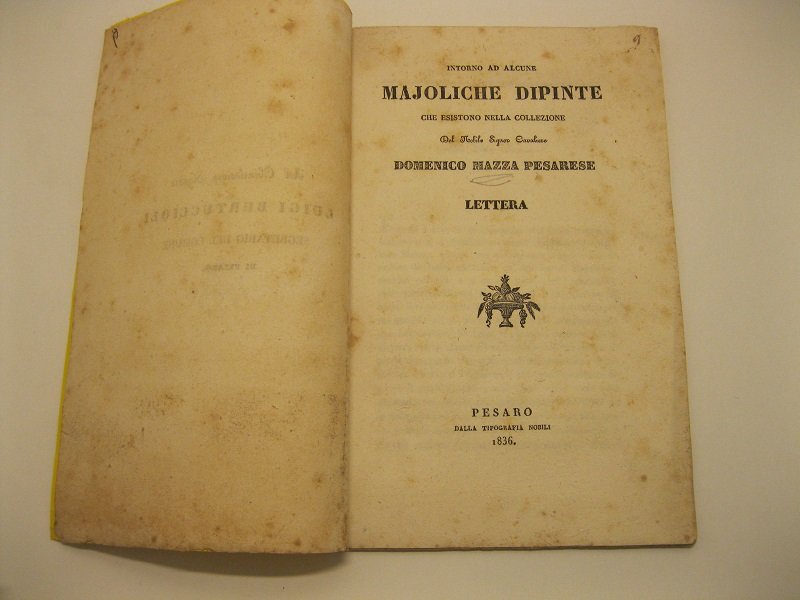 INTORNO AD ALCUNE
MAJOLICHE DIPINTE
CHE ESISTONO NELLA COLLEZIONE
Del Nobile Signor Cavaliere
DOMENICO MAZZA PESARESE
LETTERA
PESARO
DALLA TIPOGRAFIA NOBILI
1836.